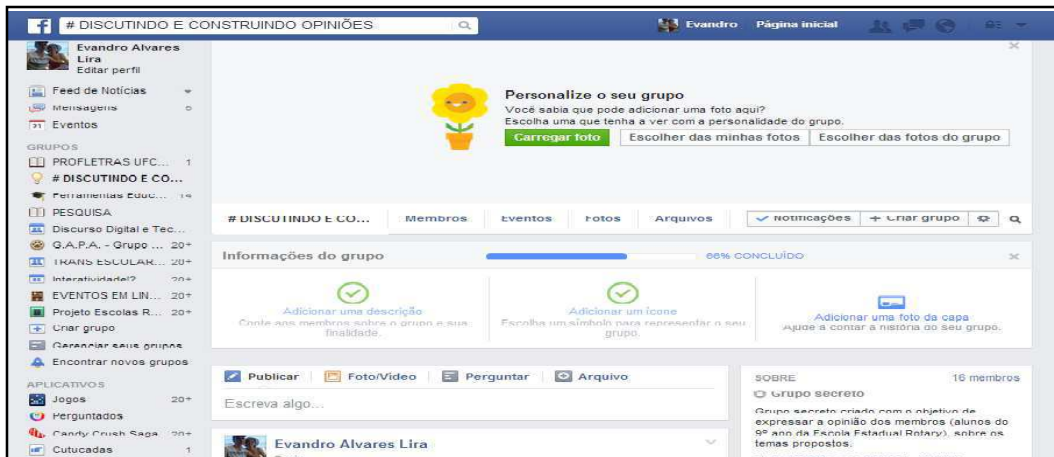 # DISCUTINDO E CONSTRUINDO OPINIÕES
Evandro Página inicial
Evandro Alvares
Lira
Editar perfil
Feed de Notícias
Mensagens
Eventos 31
GRUPOS
PROFLETRAS UFC... 1
# DISCUTINDO E CO...
Ferramentas Educ... 14
PESQUISA
Discurso Digital e Tec...
G.A.P.A. - Grupo ... 20+
TRANS ESCOLAR... 20+
Interatividade!? 20+
EVENTOS EM LIN... 20+
Projeto Escolas R... 20+
Criar grupo
Gerenciar seus grupos
Encontrar novos grupos
APLICATIVOS
Jogos 20+
Perguntados
Candy Crush Saga 20+
Cutucadas 1
Personalize o seu grupo
Você sabia que pode adicionar uma foto aqui?
Escolha uma que tenha a ver com a personalidade do grupo.
Carregar foto Escolher das minhas fotos Escolher das fotos do grupo
# DISCUTINDO E CO... Membros Eventos Fotos Arquivos Notificações + Criar grupo
Informações do grupo 66% CONCLUÍDO
Adicionar uma descrição
Conte aos membros sobre o grupo e sua
finalidade.
Adicionar um ícone
Escolha um símbolo para representar o seu
grupo.
Adicionar uma foto da capa
Ajude a contar a história do seu grupo.
Publicar Foto/Vídeo Perguntar Arquivo
Escreva algo...
Evandro Alvares Lira
SOBRE 16 membros
Grupo secreto
Grupo secreto criado com o objetivo de
expressar a opinião dos membros (alunos do
9º ano da Escola Estadual Rotary), sobre os
temas propostos.